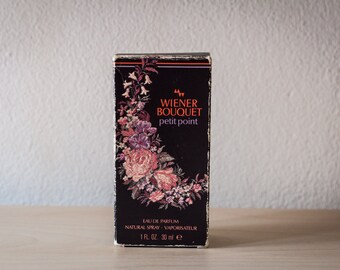 WIENER
BOUQUET
petit point
EAU DE PARFUM
NATURAL SPRAY - VAPORISATEUR
1 FL. OZ 30 ml e